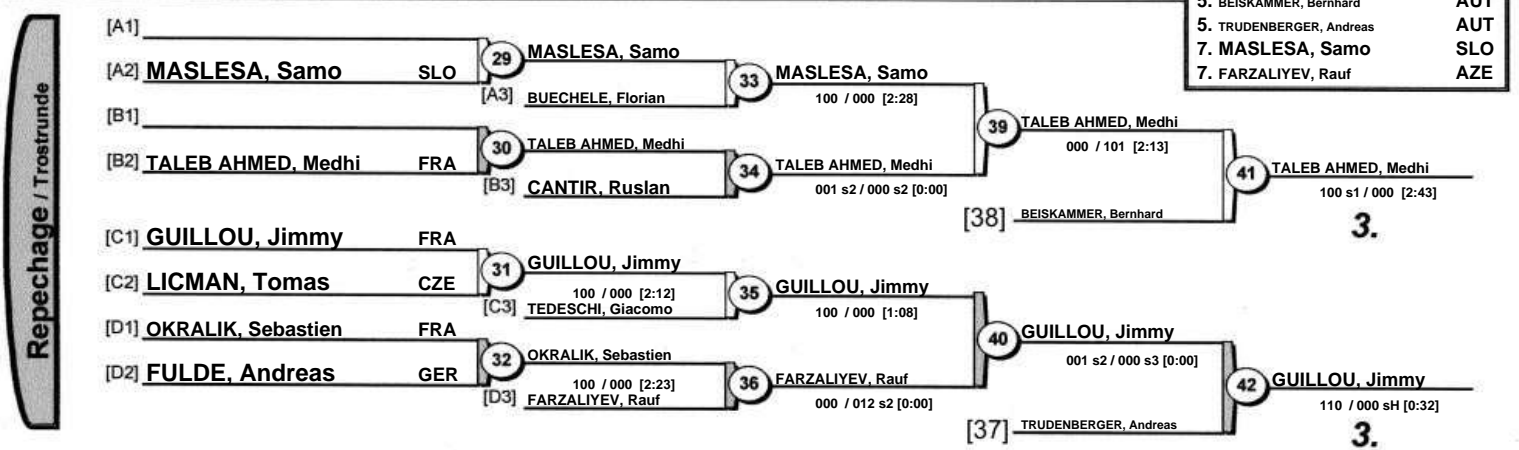 5. BEISKAMMER, Bernhard AUT
5. TRUDENBERGER, Andreas AUT
7. MASLESA, Samo SLO
7. FARZALIYEV, Rauf AZE
Repechage / Trostrunde
[A1]
[A2] MASLESA, Samo SLO
29
MASLESA, Samo
[A3] BUECHELE, Florian
33
MASLESA, Samo
100 / 000 [2:28]
[B1]
[B2] TALEB AHMED, Medhi FRA
30
TALEB AHMED, Medhi
[B3] CANTIR, Ruslan
34
TALEB AHMED, Medhi
001 s2 / 000 s2 [0:00]
39
TALEB AHMED, Medhi
000 / 101 [2:13]
[38] BEISKAMMER, Bernhard
41
TALEB AHMED, Medhi
100 s1 / 000 [2:43]
3.
[C1] GUILLOU, Jimmy FRA
[C2] LICMAN, Tomas CZE
31
GUILLOU, Jimmy
100 / 000 [2:12]
[C3] TEDESCHI, Giacomo
35
GUILLOU, Jimmy
100 / 000 [1:08]
[D1] OKRALIK, Sebastien FRA
[D2] FULDE, Andreas GER
32
OKRALIK, Sebastien
100 / 000 [2:23]
[D3] FARZALIYEV, Rauf
36
FARZALIYEV, Rauf
000 / 012 s2 [0:00]
40
GUILLOU, Jimmy
001 s2 / 000 s3 [0:00]
[37] TRUDENBERGER, Andreas
42
GUILLOU, Jimmy
110 / 000 sH [0:32]
3.